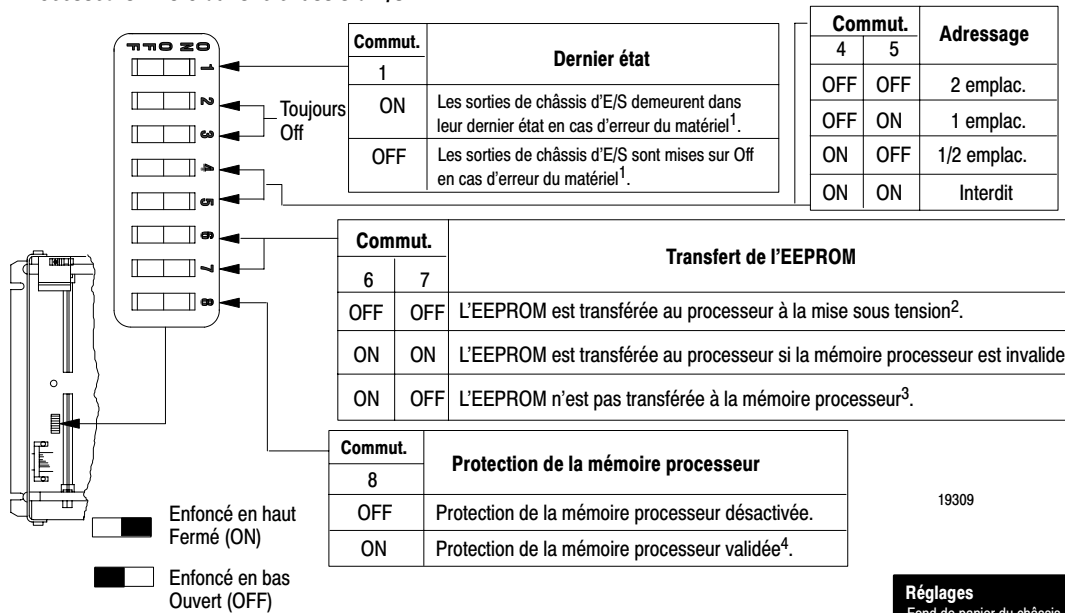 ON OFF
1
2
3
4
5
6
7
8
Toujours
Off
Commut.
1
Dernier état
ON
Les sorties de châssis d'E/S demeurent dans
leur dernier état en cas d'erreur du matériel1.
OFF
Les sorties de châssis d'E/S sont mises sur Off
en cas d'erreur du matériel1.
Commut. Adressage
4 5
OFF OFF 2 emplac.
OFF ON 1 emplac.
ON OFF 1/2 emplac.
ON ON Interdit
Commut. Transfert de l'EEPROM
6 7
OFF OFF L'EEPROM est transférée au processeur à la mise sous tension2.
ON ON L'EEPROM est transférée au processeur si la mémoire processeur est invalide
ON OFF L'EEPROM n'est pas transférée à la mémoire processeur3.
Commut. Protection de la mémoire processeur
8
OFF Protection de la mémoire processeur désactivée.
ON Protection de la mémoire processeur validée4.
19309
Enfoncé en haut
Fermé (ON)
Enfoncé en bas
Ouvert (OFF)
Réglages
Fond de panier du châssis